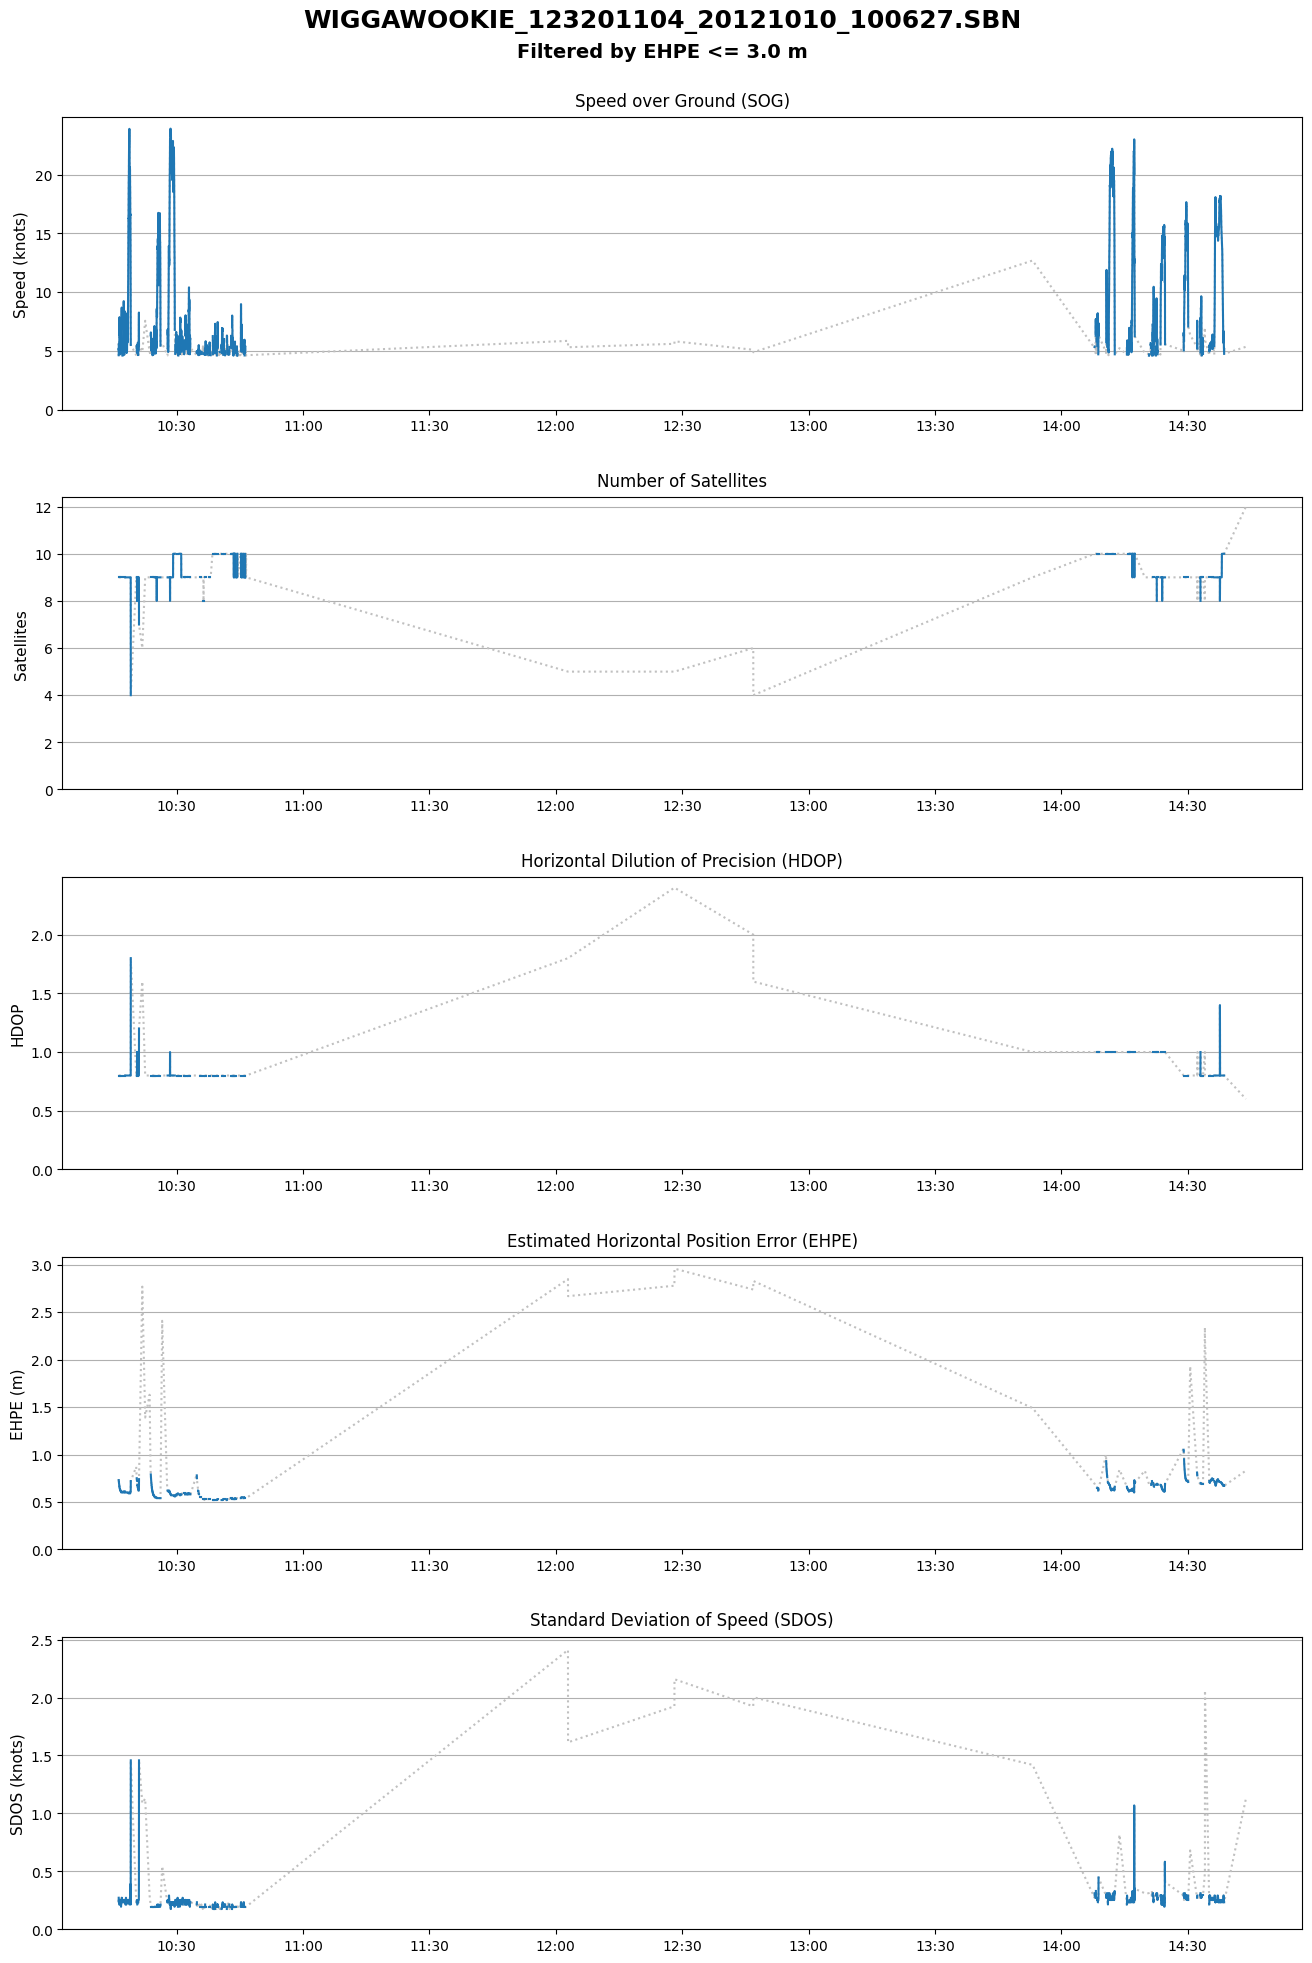 WIGGAWOOKIE_123201104_20121010_100627.SBN
Filtered by EHPE <= 3.0 m
Speed over Ground (SOG)
Speed (knots)
20
15
10
5
0
10:30 11:00 11:30 12:00 12:30 13:00 13:30 14:00 14:30
Number of Satellites
Satellites
12
10
8
6
4
2
0
10:30 11:00 11:30 12:00 12:30 13:00 13:30 14:00 14:30
Horizontal Dilution of Precision (HDOP)
HDOP
2.0
1.5
1.0
0.5
0.0
10:30 11:00 11:30 12:00 12:30 13:00 13:30 14:00 14:30
Estimated Horizontal Position Error (EHPE)
EHPE (m)
3.0
2.5
2.0
1.5
1.0
0.5
0.0
10:30 11:00 11:30 12:00 12:30 13:00 13:30 14:00 14:30
Standard Deviation of Speed (SDOS)
SDOS (knots)
2.5
2.0
1.5
1.0
0.5
0.0
10:30 11:00 11:30 12:00 12:30 13:00 13:30 14:00 14:30